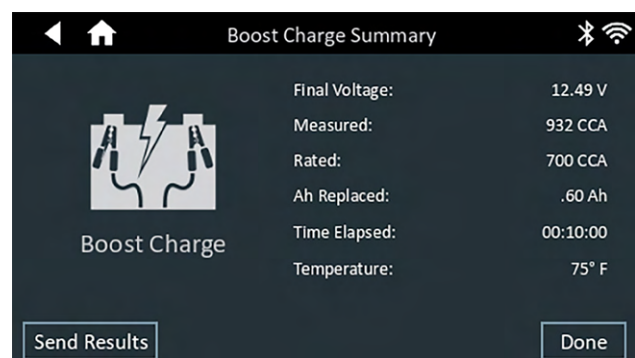 Boost Charge Summary
Final Voltage: 12.49 V
Measured: 932 CCA
Rated: 700 CCA
Ah Replaced: .60 Ah
Time Elapsed: 00:10:00
Temperature: 75° F
Boost Charge
Send Results
Done